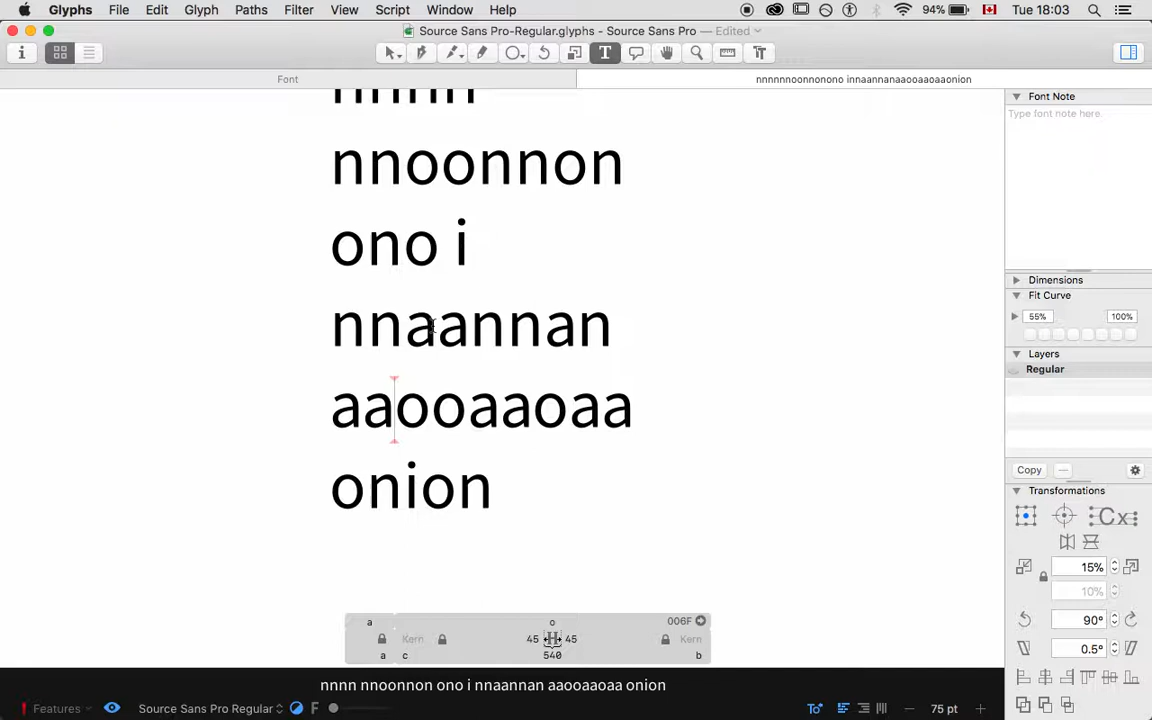 Glyphs File Edit Glyph Paths Filter View Script Window Help 94% Tue 18:03
Source Sans Pro-Regular.glyphs - Source Sans Pro — Edited
Font nnnnnnoonnonono innaannanaaooaaoaaonion
nnnn
nnoonnon
ono i
nnaannan
aaooaaoaa
onion
a o 006F
Kern 45 H 45 Kern
a c 540 b
nnnn nnoonnon ono i nnaannan aaooaaoaa onion
Features Source Sans Pro Regular F 75 pt
Font Note
Type font note here.
Dimensions
Fit Curve
55% 100%
Layers
Regular
Copy
Transformations
15%
10%
90°
0.5°